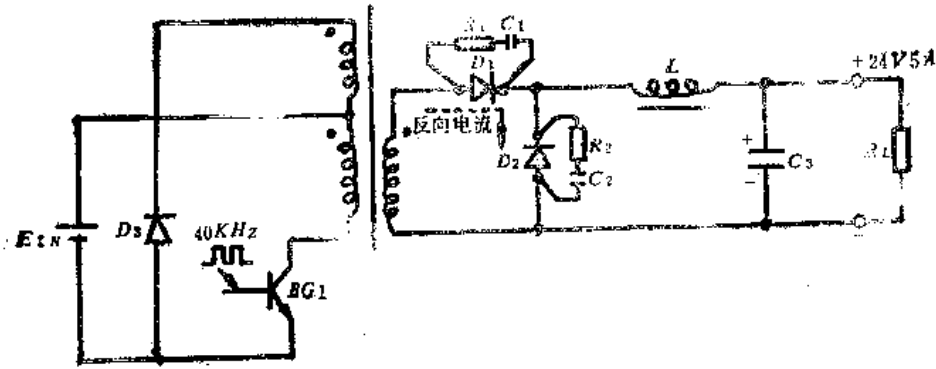 R1 C1
D1
L
+24V5A
反向电流
D2
R2
C2
+
C3
-
RL
EIN
D3
40KHz
BG1